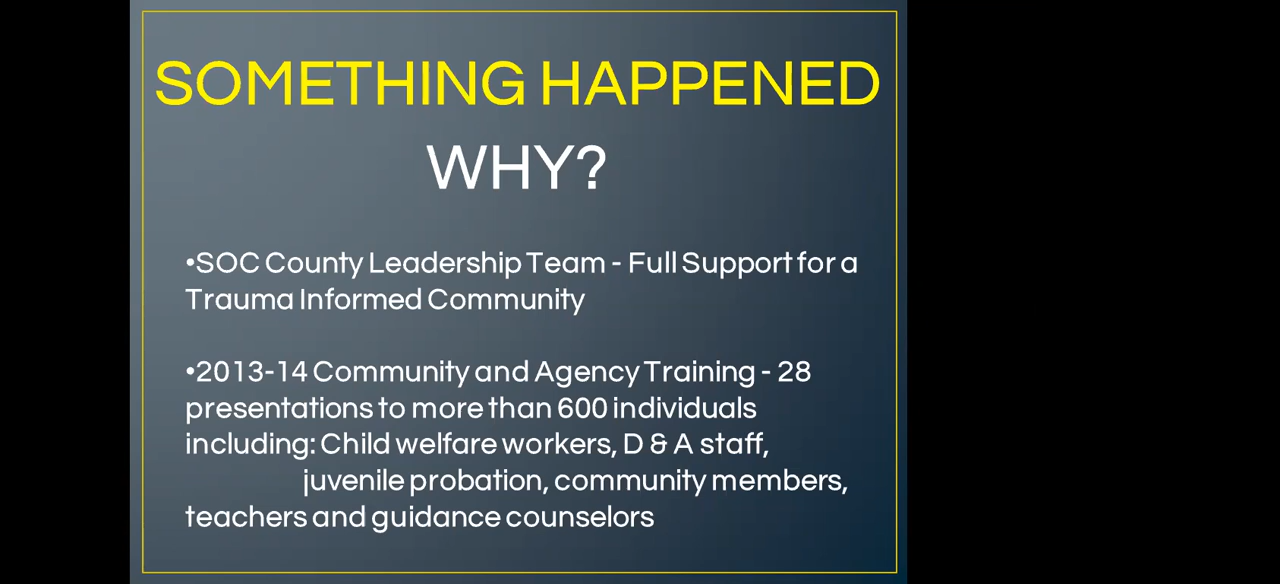 SOMETHING HAPPENED
WHY?
•SOC County Leadership Team - Full Support for a
Trauma Informed Community
•2013-14 Community and Agency Training - 28
presentations to more than 600 individuals
including: Child welfare workers, D & A staff,
juvenile probation, community members,
teachers and guidance counselors